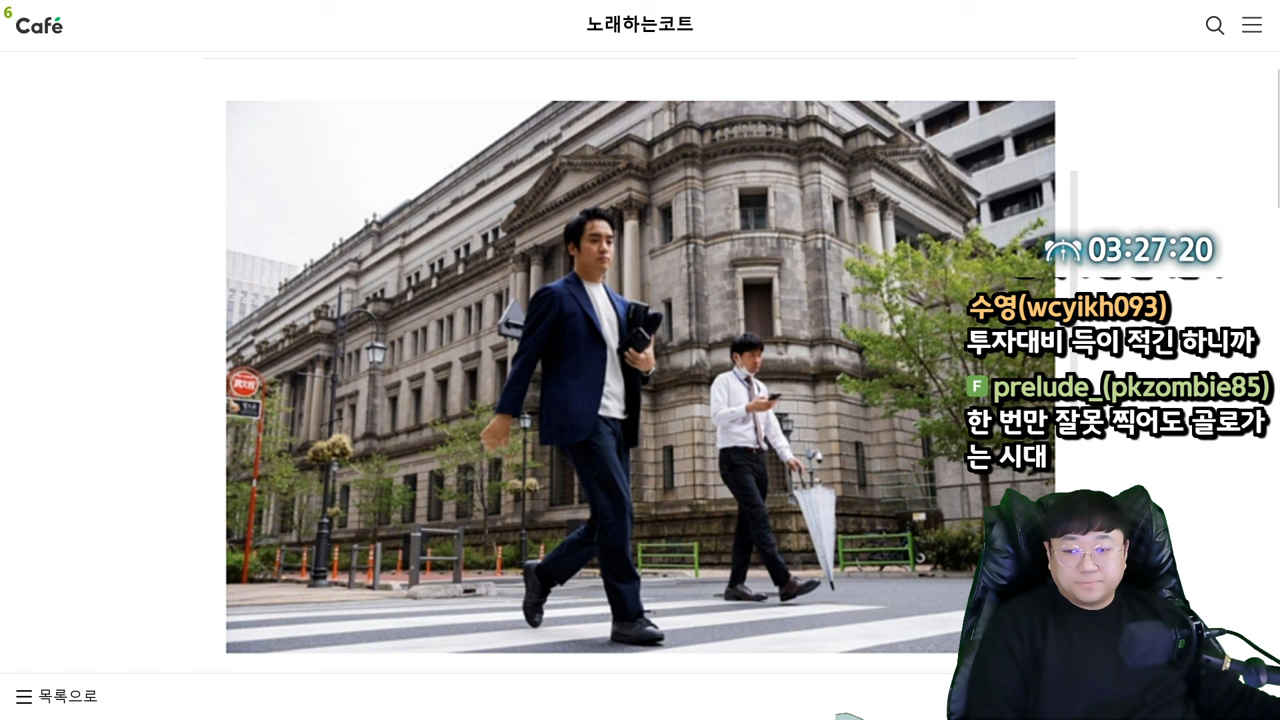 6
Café
노래하는코트
03:27:20
수영(wcyikh093)
투자대비 득이 적긴 하니까
F prelude_(pkzombie85)
한 번만 잘못 찍어도 골로가
는 시대
목록으로